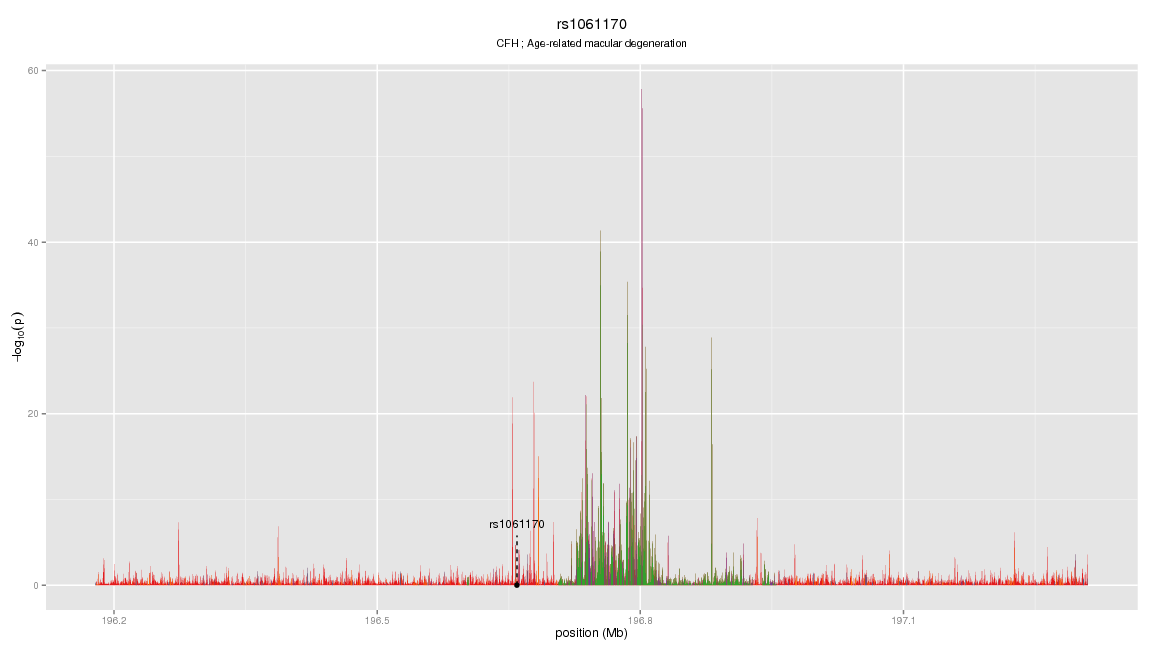 rs1061170
CFH ; Age-related macular degeneration
60
40
20
0
−log10(p)
rs1061170
196.2
196.5
196.8
197.1
position (Mb)